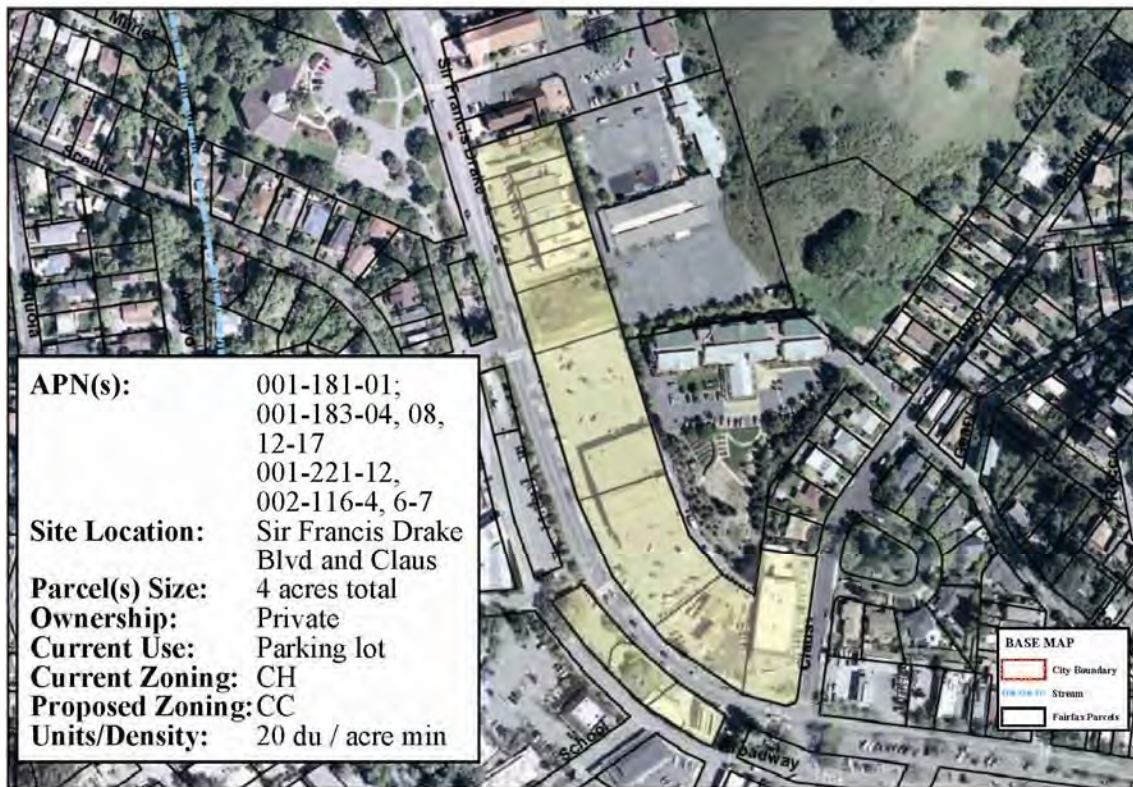 Scenic
Sir Francis Drake
APN(s): 001-181-01;
001-183-04, 08,
12-17
001-221-12,
002-116-4, 6-7
Site Location: Sir Francis Drake
Blvd and Claus
Parcel(s) Size: 4 acres total
Ownership: Private
Current Use: Parking lot
Current Zoning: CH
Proposed Zoning: CC
Units/Density: 20 du / acre min
BASE MAP
City Boundary
Stream
Fairfax Parcels
Claus
School
Broadway